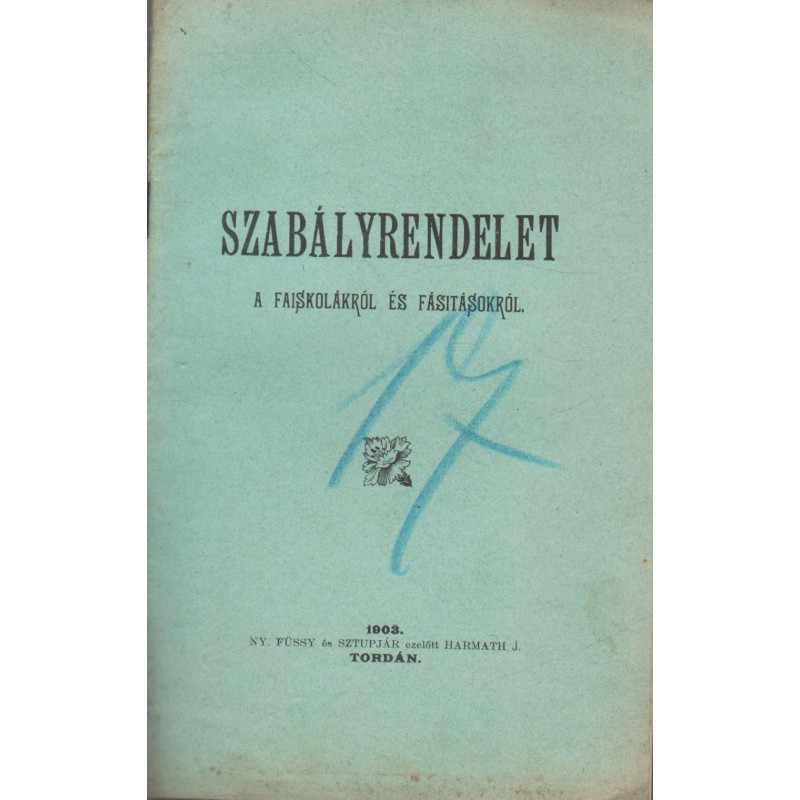 SZABÁLYRENDELET
A FAISKOLÁKRÓL ÉS FÁSITÁSOKRÓL.
17
1903.
NY. FÜSSY és SZTUPJÁR ezelőtt HARMATH J.
TORDÁN.